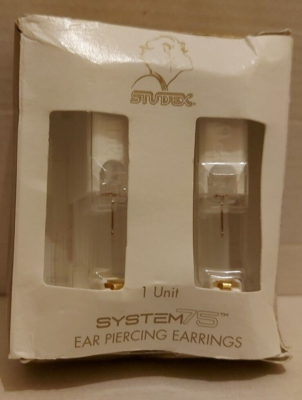 STUDEX
1 Unit
SYSTEM75™
EAR PIERCING EARRINGS